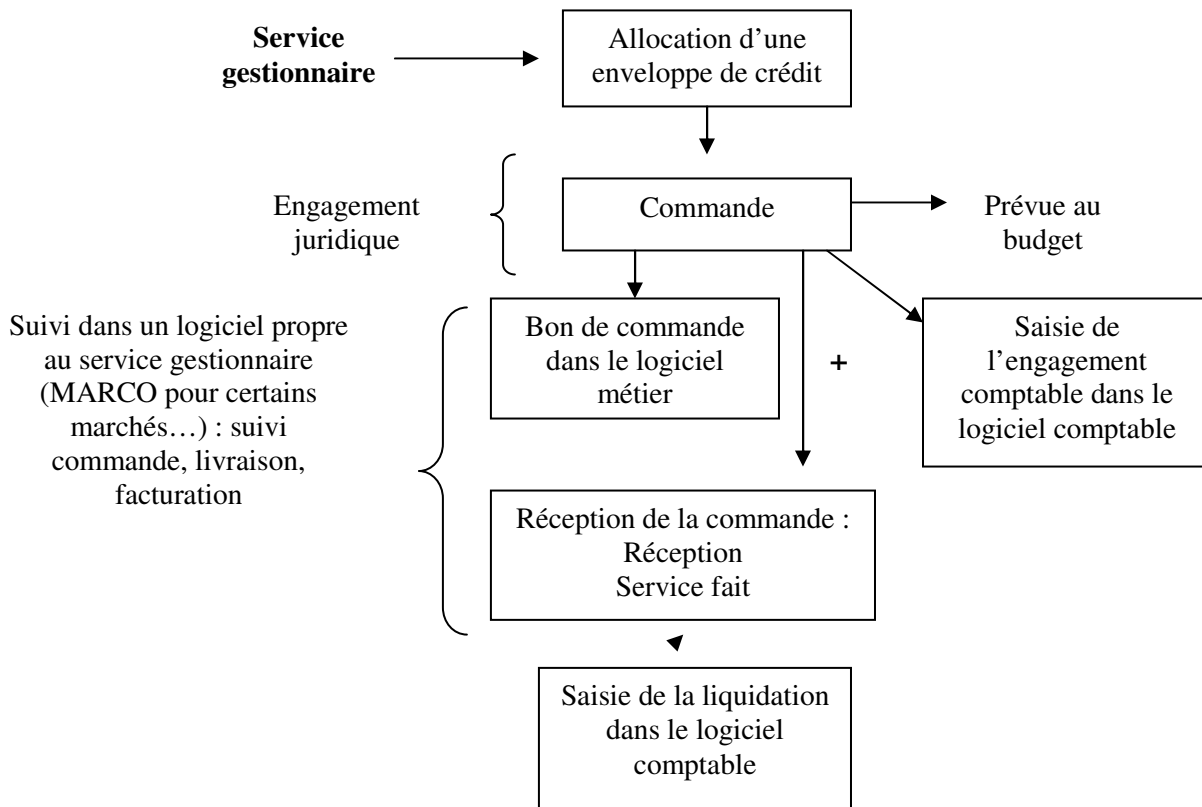 Service
gestionnaire
Allocation d’une
enveloppe de crédit
Engagement
juridique
Commande
Prévue au
budget
Suivi dans un logiciel propre
au service gestionnaire
(MARCO pour certains
marchés…) : suivi
commande, livraison,
facturation
Bon de commande
dans le logiciel
métier
+
Saisie de
l’engagement
comptable dans le
logiciel comptable
Réception de la commande :
Réception
Service fait
Saisie de la liquidation
dans le logiciel
comptable